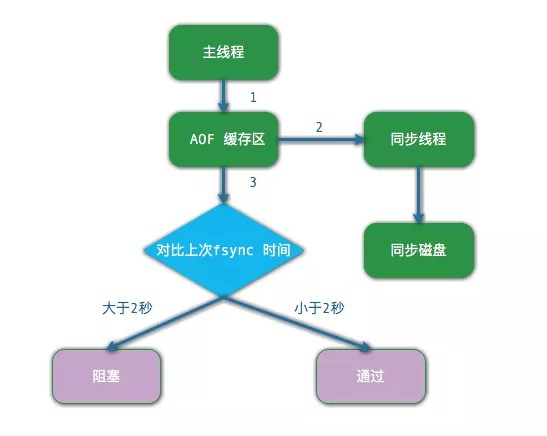 主线程
1
AOF 缓存区
2
同步线程
3
对比上次fsync 时间
同步磁盘
大于2秒
小于2秒
阻塞
通过